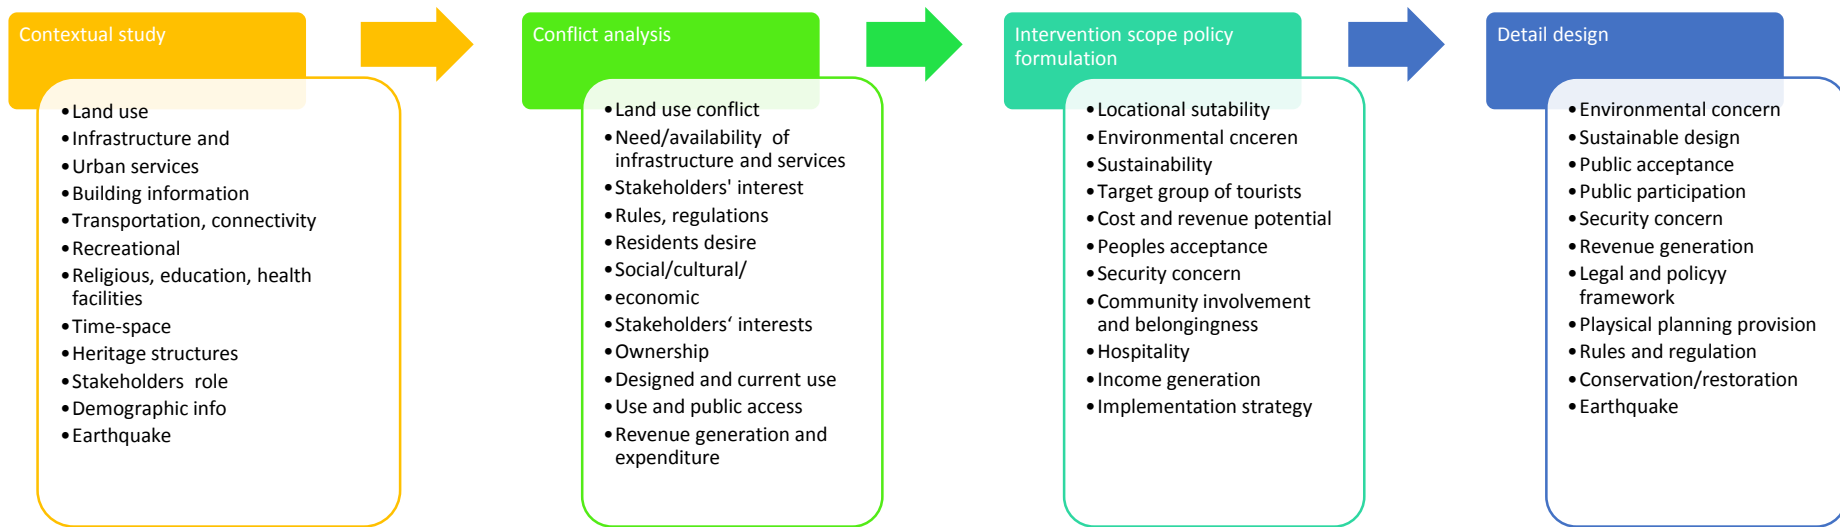 Contextual study
• Land use
• Infrastructure and
• Urban services
• Building information
• Transportation, connectivity
• Recreational
• Religious, education, health
facilities
• Time-space
• Heritage structures
• Stakeholders role
• Demographic info
• Earthquake
Conflict analysis
• Land use conflict
• Need/availability of
infrastructure and services
• Stakeholders' interest
• Rules, regulations
• Residents desire
• Social/cultural/
• economic
• Stakeholders‘ interests
• Ownership
• Designed and current use
• Use and public access
• Revenue generation and
expenditure
Intervention scope policy
formulation
• Locational sutability
• Environmental cnceren
• Sustainability
• Target group of tourists
• Cost and revenue potential
• Peoples acceptance
• Security concern
• Community involvement
and belongingness
• Hospitality
• Income generation
• Implementation strategy
Detail design
• Environmental concern
• Sustainable design
• Public acceptance
• Public participation
• Security concern
• Revenue generation
• Legal and policyy
framework
• Playsical planning provision
• Rules and regulation
• Conservation/restoration
• Earthquake